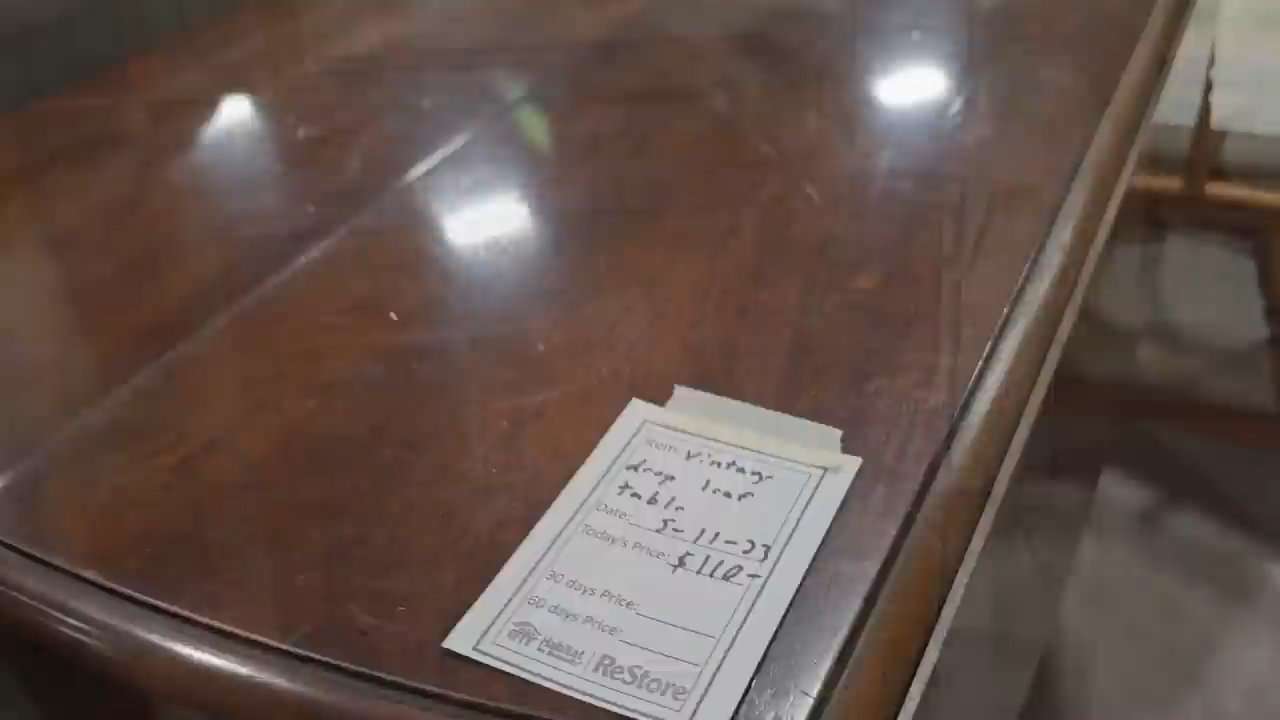 Item: Vintage
drop leaf
table
Date: 5-11-23
Today's Price: $110-
30 days Price:
60 days Price:
Habitat | ReStore